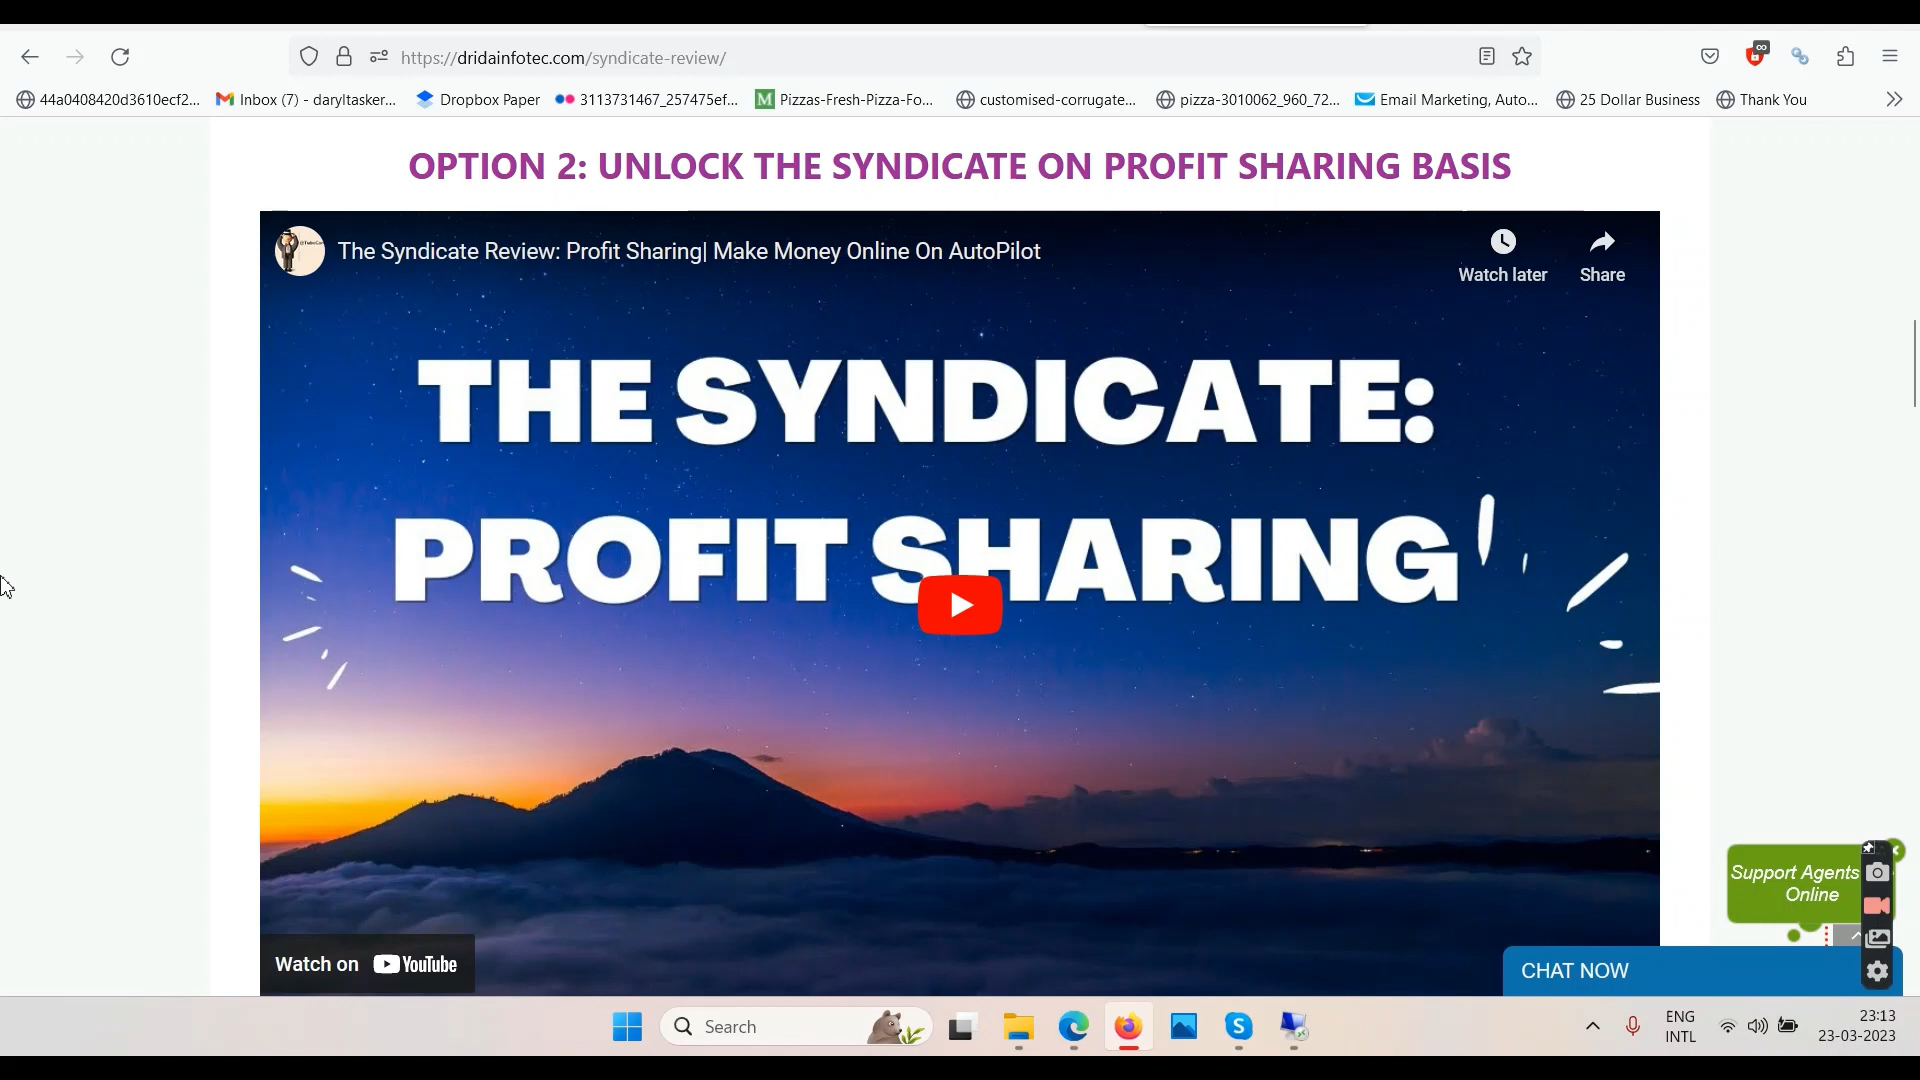 https://dridainfotec.com/syndicate-review/
44a0408420d3610ecf2...
Inbox (7) - daryltasker...
Dropbox Paper
3113731467_257475ef...
M Pizzas-Fresh-Pizza-Fo...
customised-corrugate...
pizza-3010062_960_72...
Email Marketing, Auto...
25 Dollar Business
Thank You
OPTION 2: UNLOCK THE SYNDICATE ON PROFIT SHARING BASIS
The Syndicate Review: Profit Sharing| Make Money Online On AutoPilot
Watch later
Share
THE SYNDICATE:
PROFIT SHARING
Watch on YouTube
Support Agents
Online
CHAT NOW
Search
S
ENG
INTL
23:13
23-03-2023